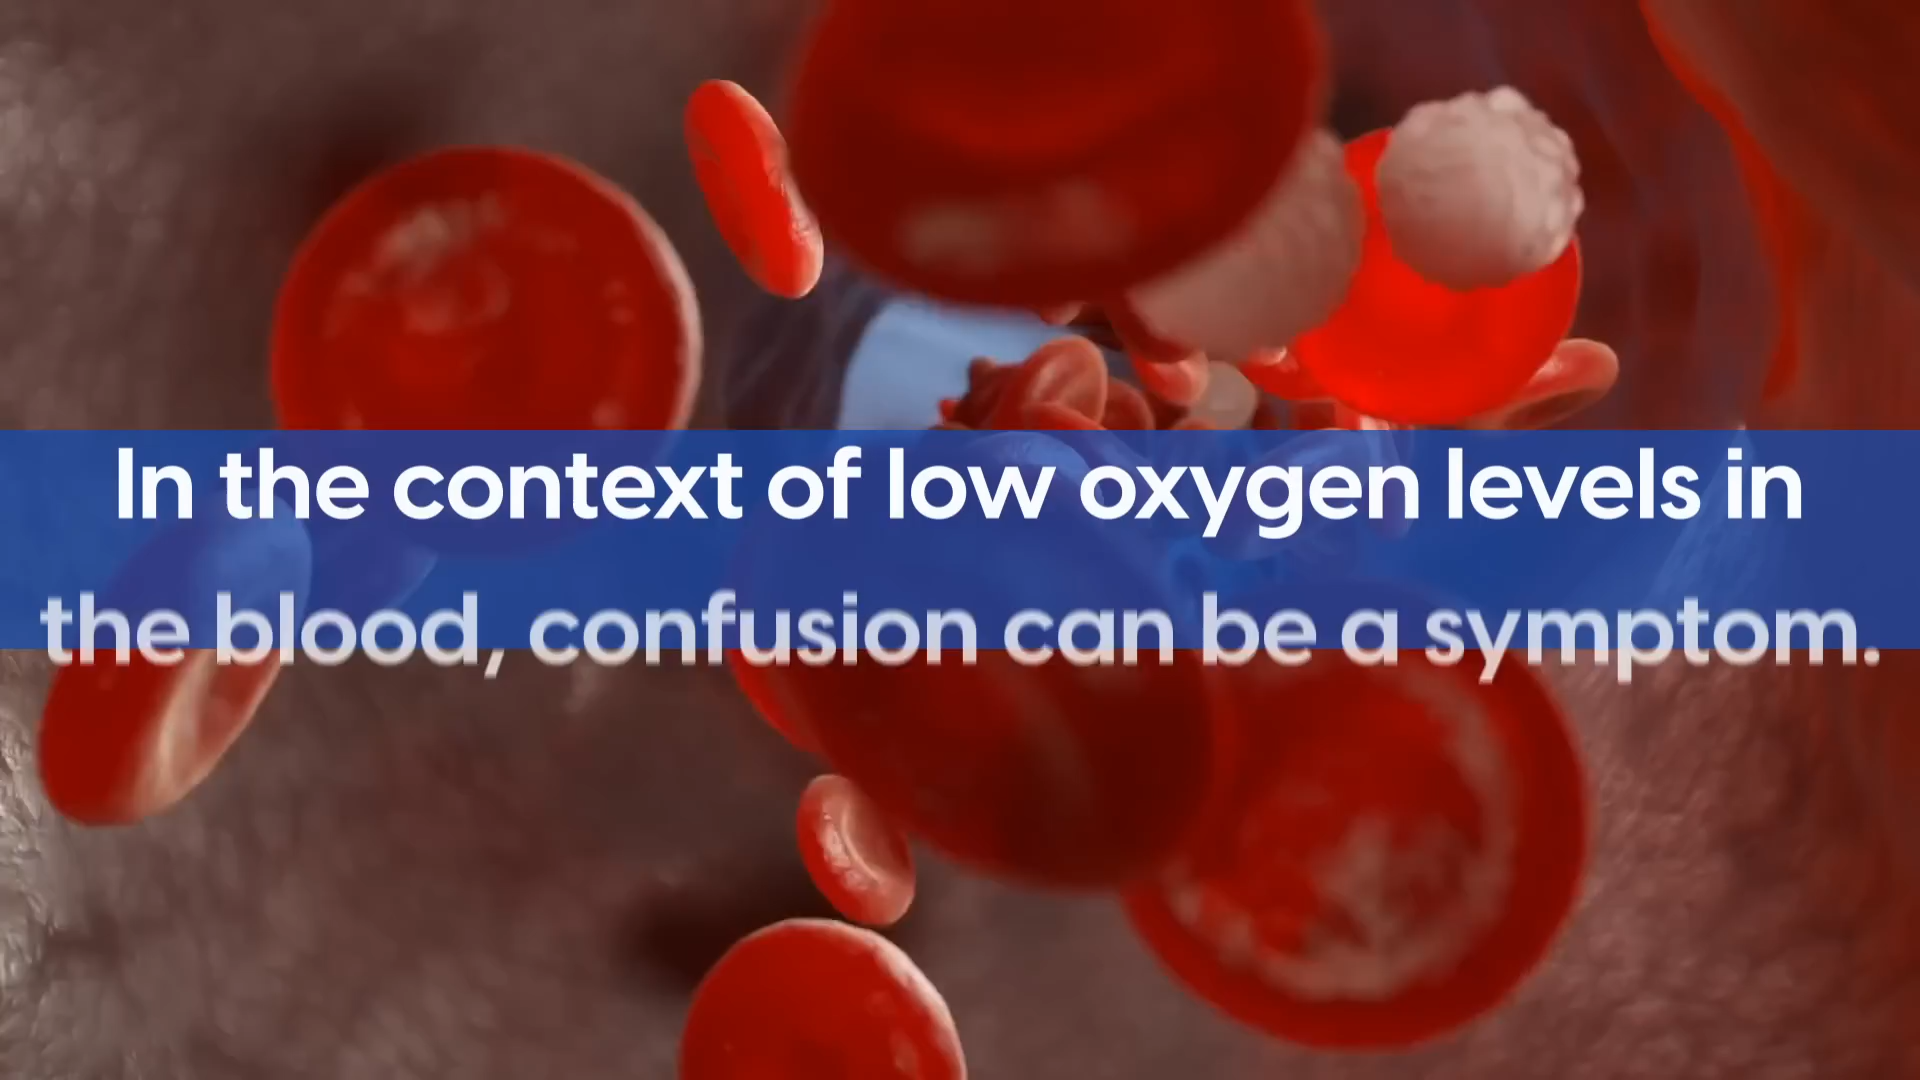 In the context of low oxygen levels in
the blood, confusion can be a symptom.